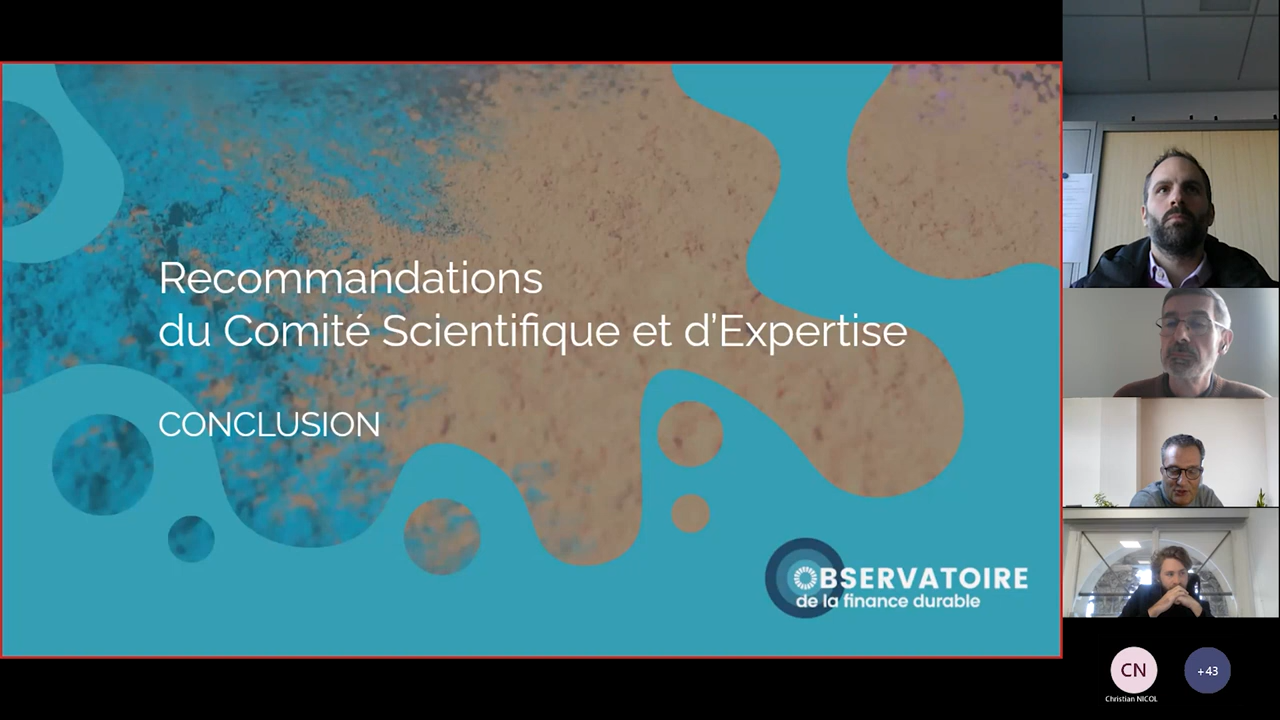 Recommandations
du Comité Scientifique et d'Expertise
CONCLUSION
OBSERVATOIRE
de la finance durable
CN
+43
Christian NICOL